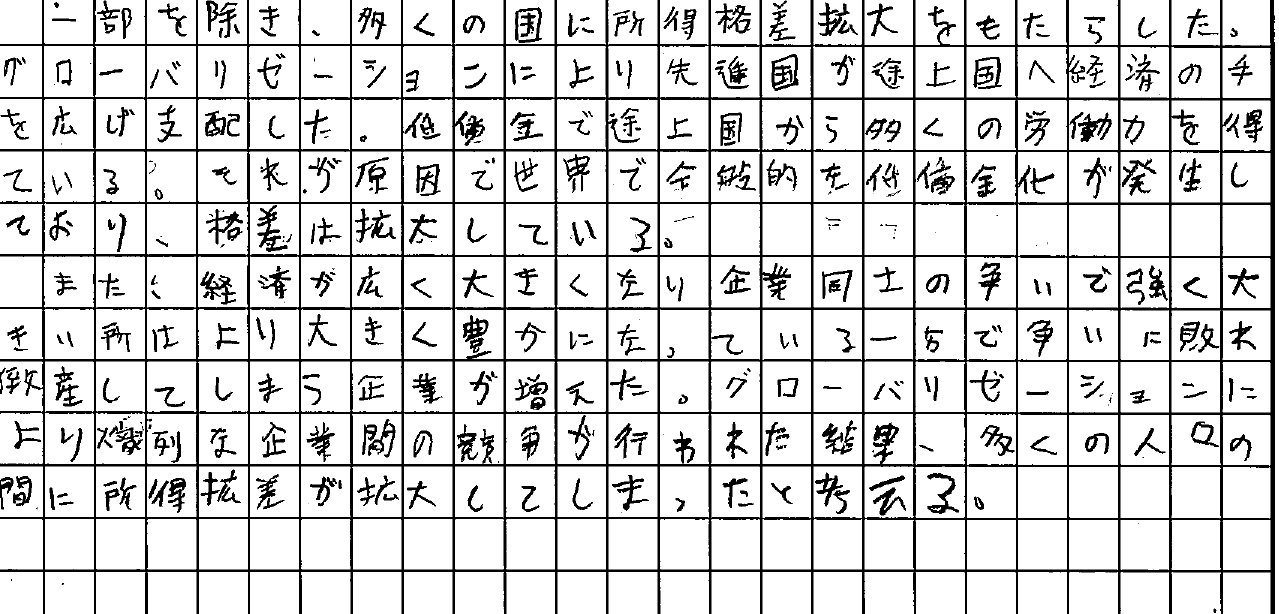 一部を除き、多くの国に所得格差拡大をもたらした。
グローバリゼーションにより先進国が途上国へ経済の手
を広げ支配した。低賃金で途上国から多くの労働力を得
ている。それが原因で世界で全般的な低賃金化が発生し
ており、格差は拡大している。
また、経済が広く大きくなり企業同士の争いで強く大
きい所はより大きく豊かになっている一方で争いに敗れ
倒産してしまう企業が増えた。グローバリゼーションに
より熾烈な企業間の競争が行われた結果、多くの人口の
間に所得拡差が拡大してしまったと考える。